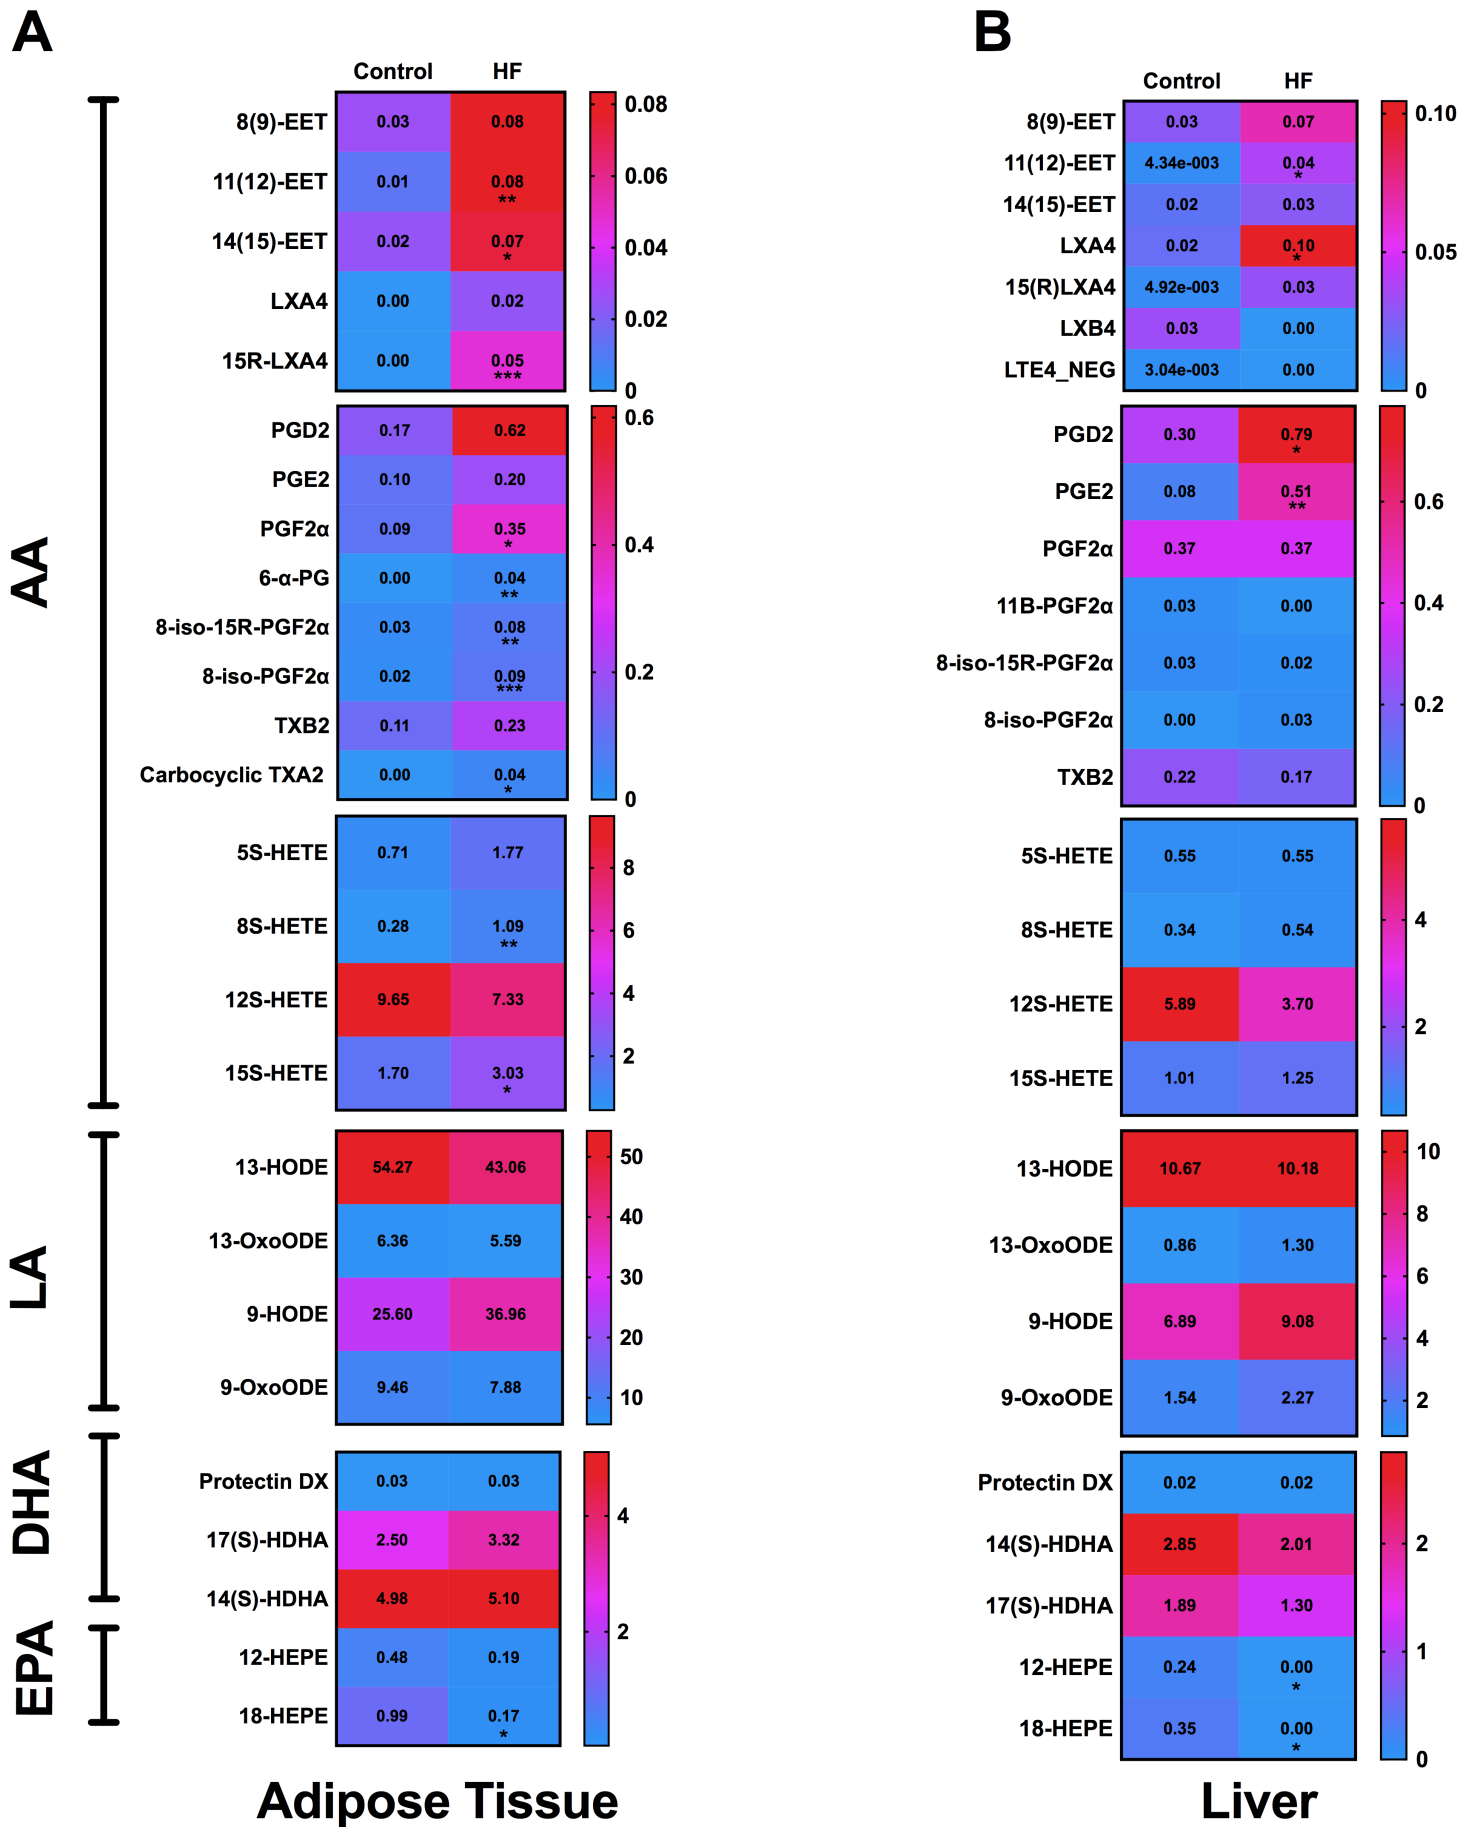 A
Control HF
8(9)-EET 0.03 0.08
11(12)-EET 0.01 0.08
**
14(15)-EET 0.02 0.07
*
LXA4 0.00 0.02
15R-LXA4 0.00 0.05
***
0.08
0.06
0.04
0.02
0
PGD2 0.17 0.62
PGE2 0.10 0.20
PGF2α 0.09 0.35
*
6-α-PG 0.00 0.04
**
8-iso-15R-PGF2α 0.03 0.08
**
8-iso-PGF2α 0.02 0.09
***
TXB2 0.11 0.23
Carbocyclic TXA2 0.00 0.04
*
0.6
0.4
0.2
0
5S-HETE 0.71 1.77
8S-HETE 0.28 1.09
**
12S-HETE 9.65 7.33
15S-HETE 1.70 3.03
*
8
6
4
2
AA
13-HODE 54.27 43.06
13-OxoODE 6.36 5.59
9-HODE 25.60 36.96
9-OxoODE 9.46 7.88
50
40
30
20
10
LA
Protectin DX 0.03 0.03
17(S)-HDHA 2.50 3.32
14(S)-HDHA 4.98 5.10
12-HEPE 0.48 0.19
18-HEPE 0.99 0.17
*
4
2
DHA
EPA
Adipose Tissue
B
Control HF
8(9)-EET 0.03 0.07
11(12)-EET 4.34e-003 0.04
*
14(15)-EET 0.02 0.03
LXA4 0.02 0.10
*
15(R)LXA4 4.92e-003 0.03
LXB4 0.03 0.00
LTE4_NEG 3.04e-003 0.00
0.10
0.05
0
PGD2 0.30 0.79
*
PGE2 0.08 0.51
**
PGF2α 0.37 0.37
11B-PGF2α 0.03 0.00
8-iso-15R-PGF2α 0.03 0.02
8-iso-PGF2α 0.00 0.03
TXB2 0.22 0.17
0.6
0.4
0.2
0
5S-HETE 0.55 0.55
8S-HETE 0.34 0.54
12S-HETE 5.89 3.70
15S-HETE 1.01 1.25
4
2
13-HODE 10.67 10.18
13-OxoODE 0.86 1.30
9-HODE 6.89 9.08
9-OxoODE 1.54 2.27
10
8
6
4
2
Protectin DX 0.02 0.02
14(S)-HDHA 2.85 2.01
17(S)-HDHA 1.89 1.30
12-HEPE 0.24 0.00
*
18-HEPE 0.35 0.00
*
2
1
0
Liver